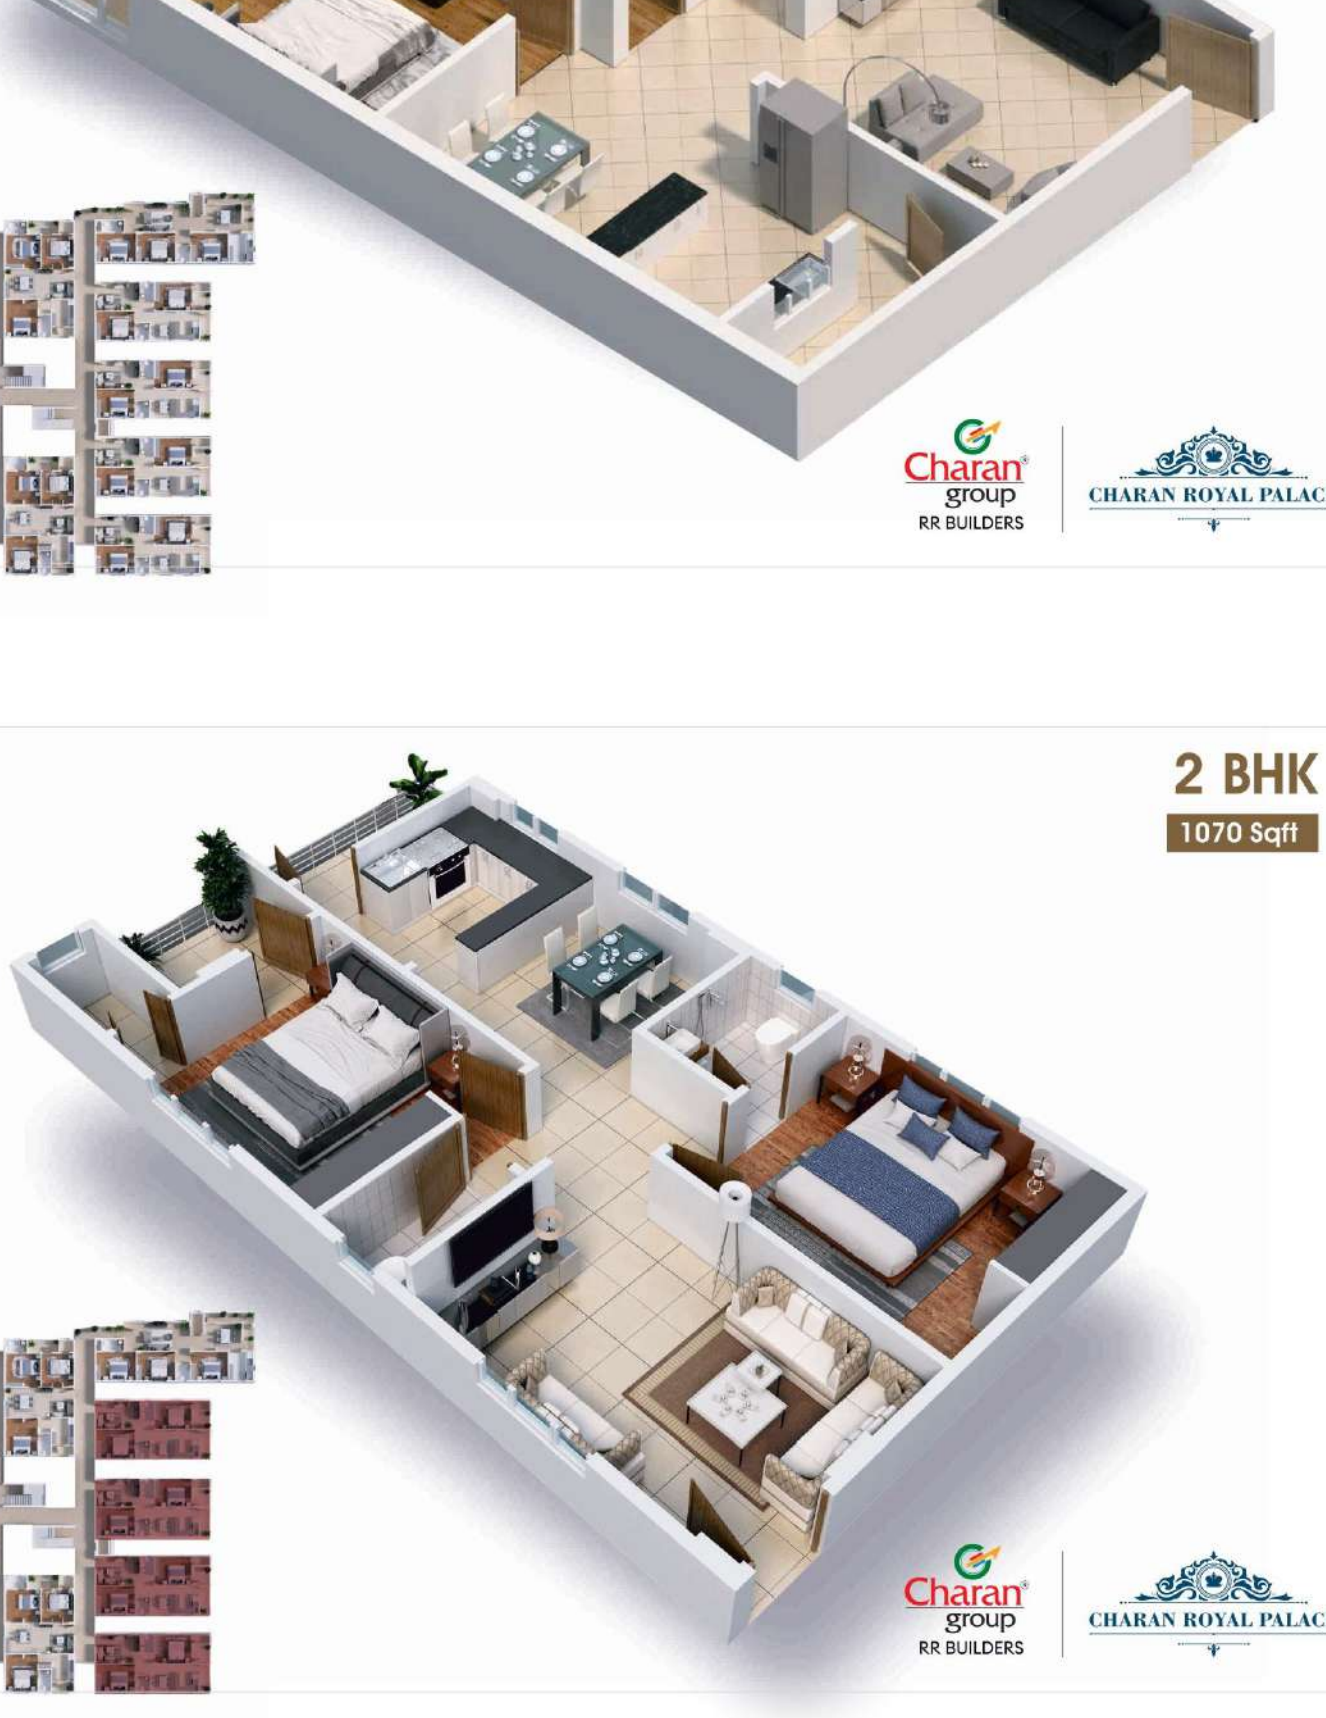 Charan
group
RR BUILDERS
CHARAN ROYAL PALAC
2 BHK
1070 Sqft
Charan
group
RR BUILDERS
CHARAN ROYAL PALAC